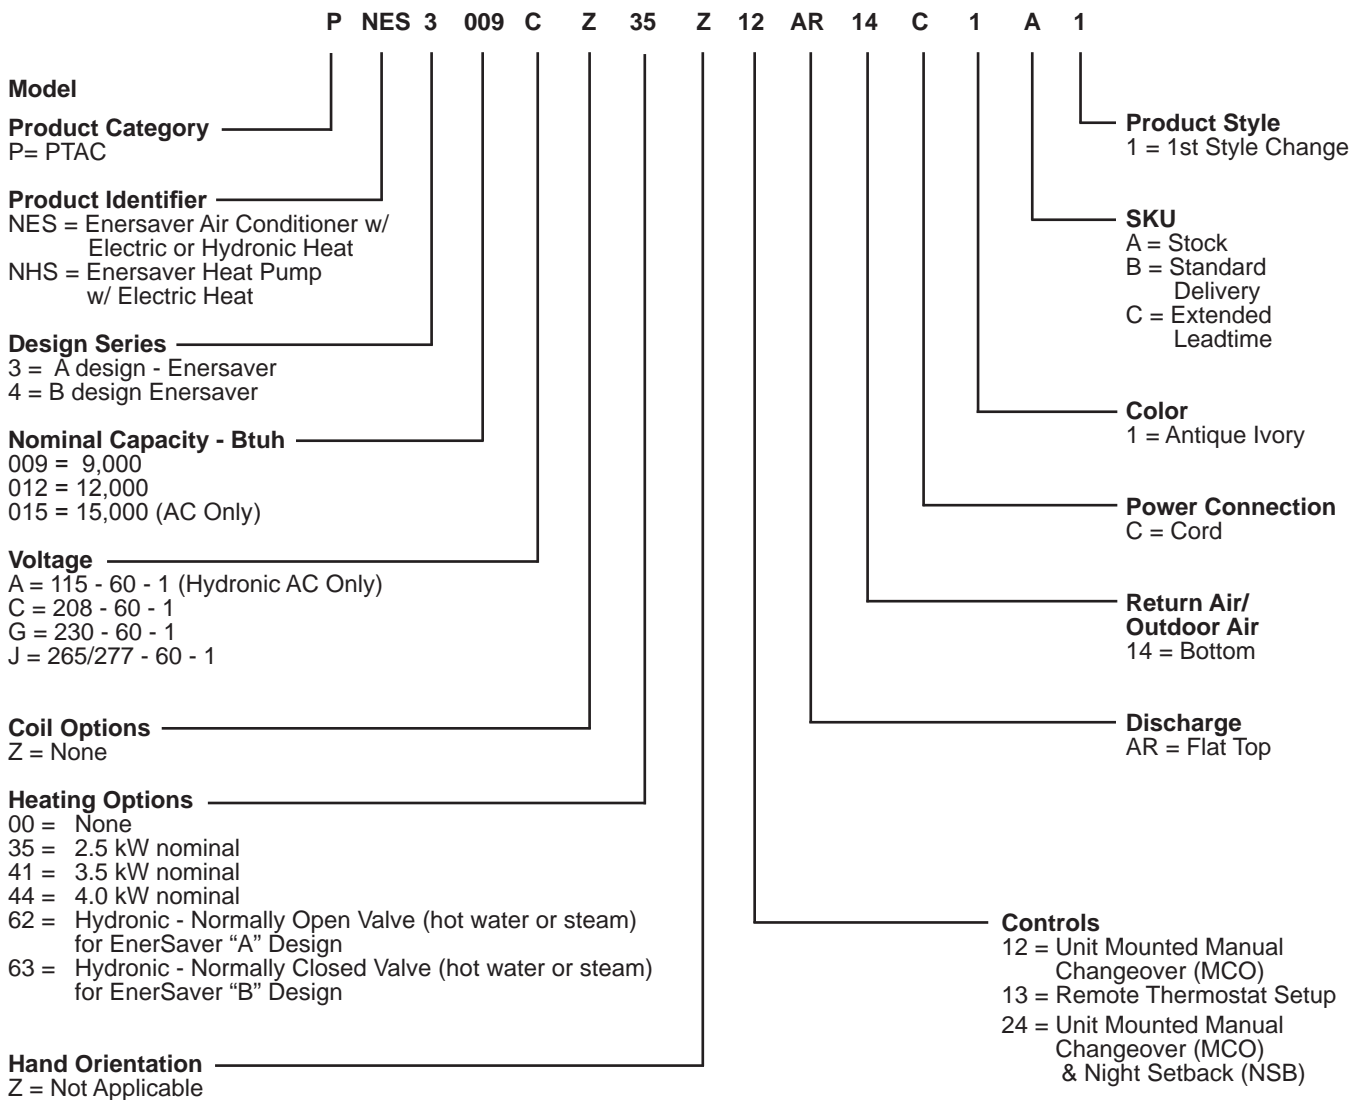 P NES 3 009 C Z 35 Z 12 AR 14 C 1 A 1
Model
Product Category
P= PTAC
Product Identifier
NES = Enersaver Air Conditioner w/
Electric or Hydronic Heat
NHS = Enersaver Heat Pump
w/ Electric Heat
Design Series
3 = A design - Enersaver
4 = B design Enersaver
Nominal Capacity - Btuh
009 = 9,000
012 = 12,000
015 = 15,000 (AC Only)
Voltage
A = 115 - 60 - 1 (Hydronic AC Only)
C = 208 - 60 - 1
G = 230 - 60 - 1
J = 265/277 - 60 - 1
Coil Options
Z = None
Heating Options
00 = None
35 = 2.5 kW nominal
41 = 3.5 kW nominal
44 = 4.0 kW nominal
62 = Hydronic - Normally Open Valve (hot water or steam)
for EnerSaver “A” Design
63 = Hydronic - Normally Closed Valve (hot water or steam)
for EnerSaver “B” Design
Hand Orientation
Z = Not Applicable
Product Style
1 = 1st Style Change
SKU
A = Stock
B = Standard
Delivery
C = Extended
Leadtime
Color
1 = Antique Ivory
Power Connection
C = Cord
Return Air/
Outdoor Air
14 = Bottom
Discharge
AR = Flat Top
Controls
12 = Unit Mounted Manual
Changeover (MCO)
13 = Remote Thermostat Setup
24 = Unit Mounted Manual
Changeover (MCO)
& Night Setback (NSB)